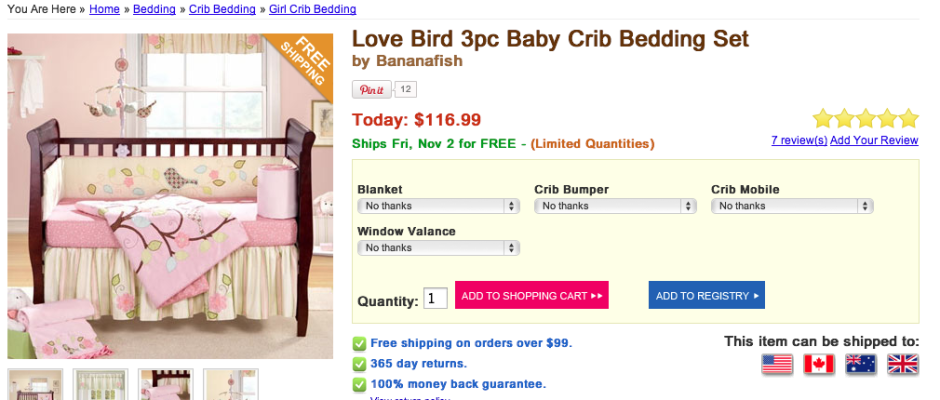 You Are Here » Home » Bedding » Crib Bedding » Girl Crib Bedding
FREE SHIPPING
Love Bird 3pc Baby Crib Bedding Set
by Bananafish
Pin it 12
Today: $116.99
Ships Fri, Nov 2 for FREE - (Limited Quantities)
7 review(s) Add Your Review
Blanket Crib Bumper Crib Mobile
No thanks No thanks No thanks
Window Valance
No thanks
Quantity: 1 ADD TO SHOPPING CART ADD TO REGISTRY
Free shipping on orders over $99.
This item can be shipped to:
365 day returns.
100% money back guarantee.
View return policy